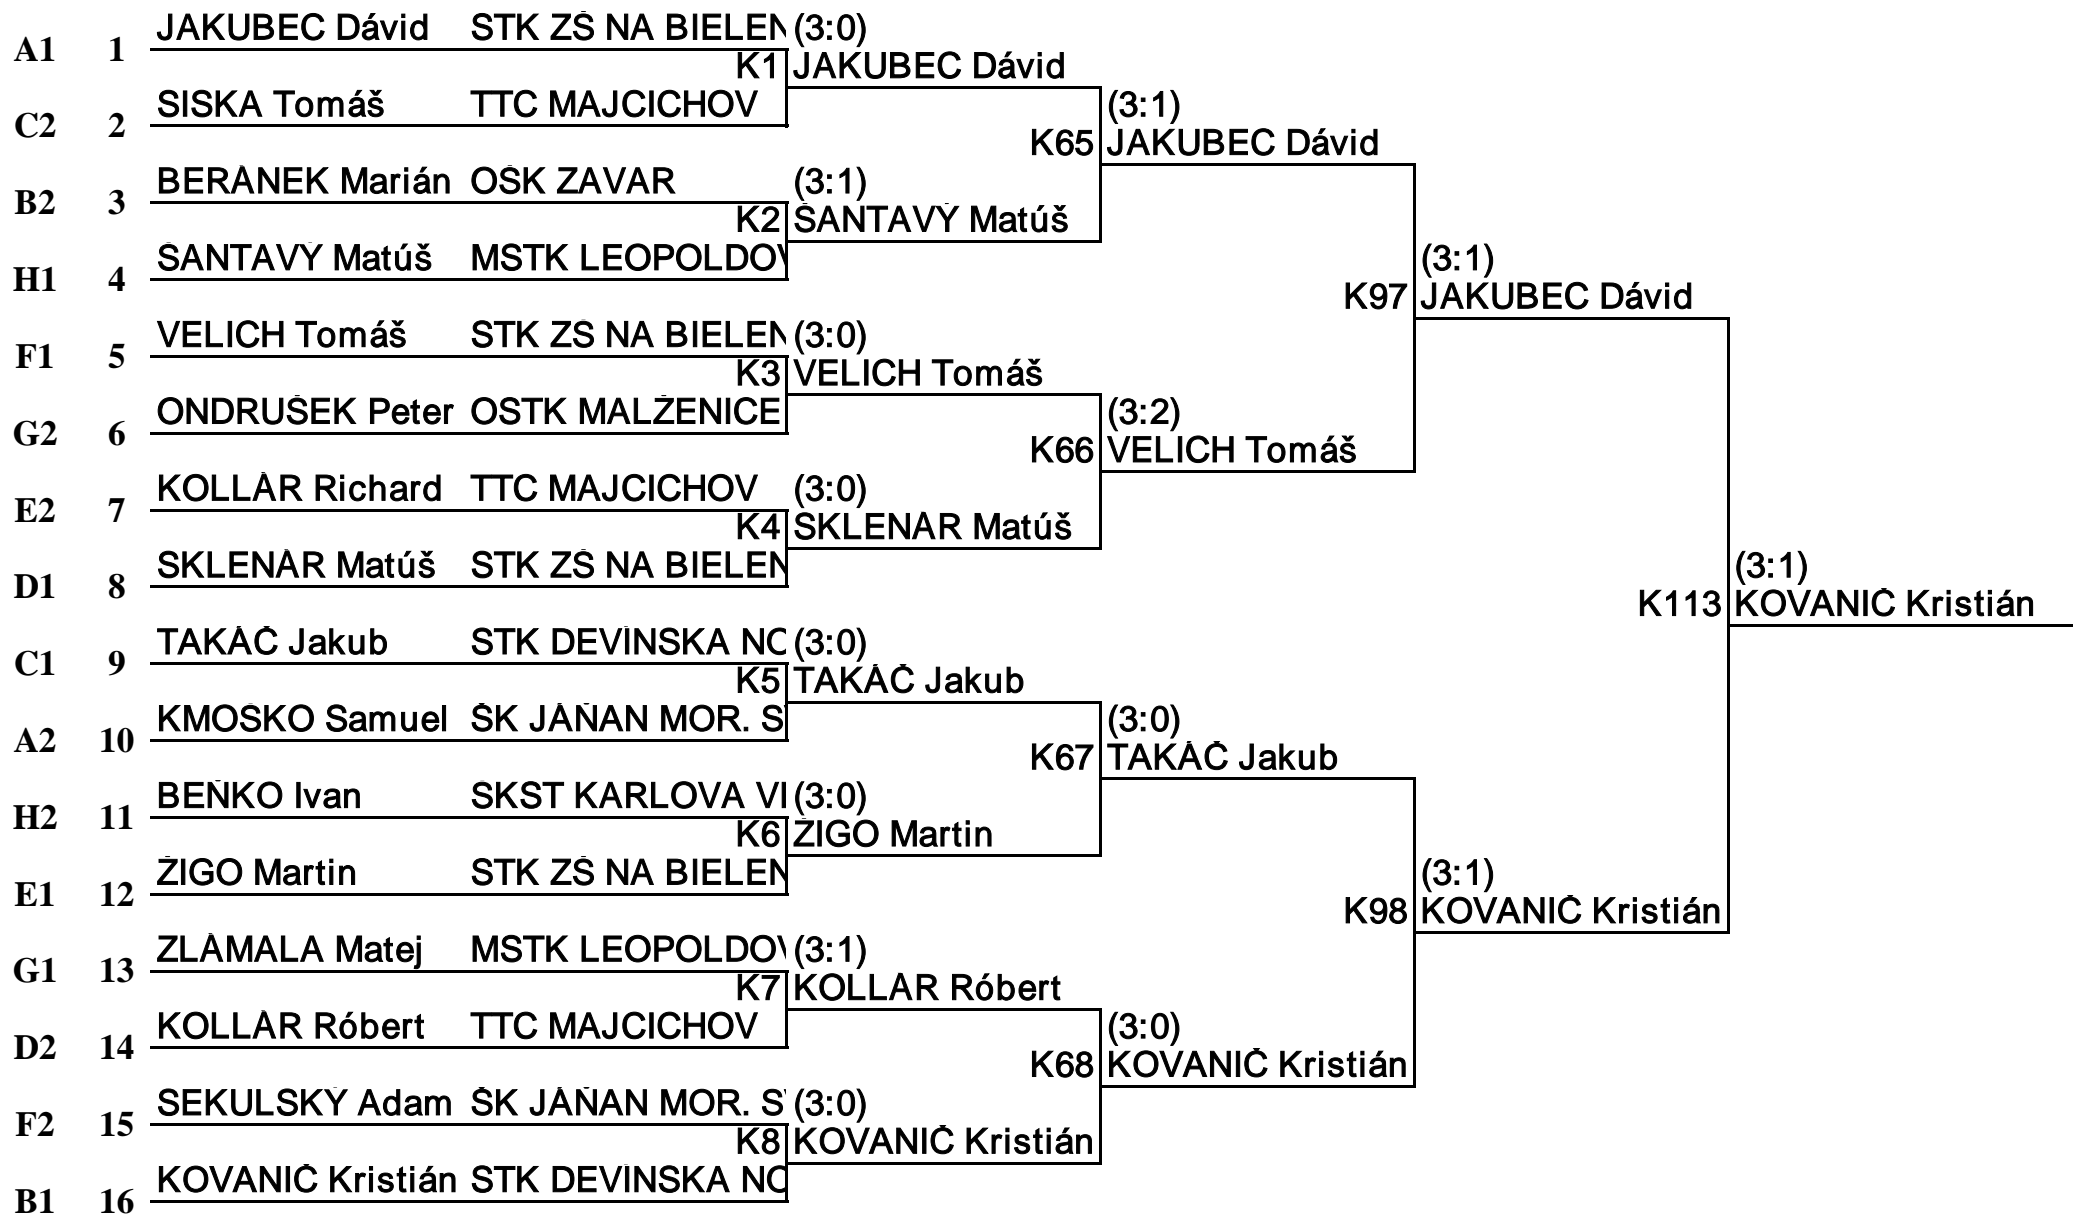 A1 1 JAKUBEC Dávid STK ZŠ NA BIELEN (3:0)
K1 JAKUBEC Dávid
C2 2 SISKA Tomáš TTC MAJCICHOV (3:1)
K65 JAKUBEC Dávid
B2 3 BERÁNEK Marián OŠK ZAVAR (3:1)
K2 ŠANTAVÝ Matúš
H1 4 ŠANTAVÝ Matúš MSTK LEOPOLDOV (3:1)
K97 JAKUBEC Dávid
F1 5 VELICH Tomáš STK ZŠ NA BIELEN (3:0)
K3 VELICH Tomáš
G2 6 ONDRUŠEK Peter OSTK MALŽENICE (3:2)
K66 VELICH Tomáš
E2 7 KOLLÁR Richard TTC MAJCICHOV (3:0)
K4 SKLENÁR Matúš
D1 8 SKLENÁR Matúš STK ZŠ NA BIELEN (3:1)
K113 KOVANIČ Kristián
C1 9 TAKÁČ Jakub STK DEVÍNSKA NO (3:0)
K5 TAKÁČ Jakub
A2 10 KMOŠKO Samuel ŠK JÁŇAN MOR. S (3:0)
K67 TAKÁČ Jakub
H2 11 BEŇKO Ivan ŠKST KARLOVA VI (3:0)
K6 ŽIGO Martin
E1 12 ŽIGO Martin STK ZŠ NA BIELEN (3:1)
K98 KOVANIČ Kristián
G1 13 ZLÁMALA Matej MSTK LEOPOLDOV (3:1)
K7 KOLLÁR Róbert
D2 14 KOLLÁR Róbert TTC MAJCICHOV (3:0)
K68 KOVANIČ Kristián
F2 15 SEKULSKÝ Adam ŠK JÁŇAN MOR. S (3:0)
K8 KOVANIČ Kristián
B1 16 KOVANIČ Kristián STK DEVÍNSKA NO